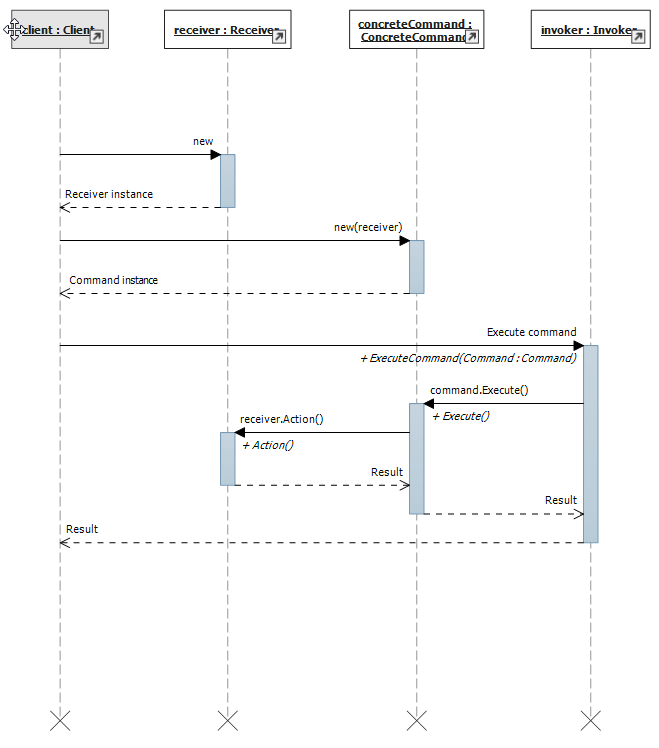 client : Client
receiver : Receiver
concreteCommand :
ConcreteCommand
invoker : Invoker
new
Receiver instance
new(receiver)
Command instance
Execute command
+ ExecuteCommand(Command : Command)
command.Execute()
+ Execute()
receiver.Action()
+ Action()
Result
Result
Result